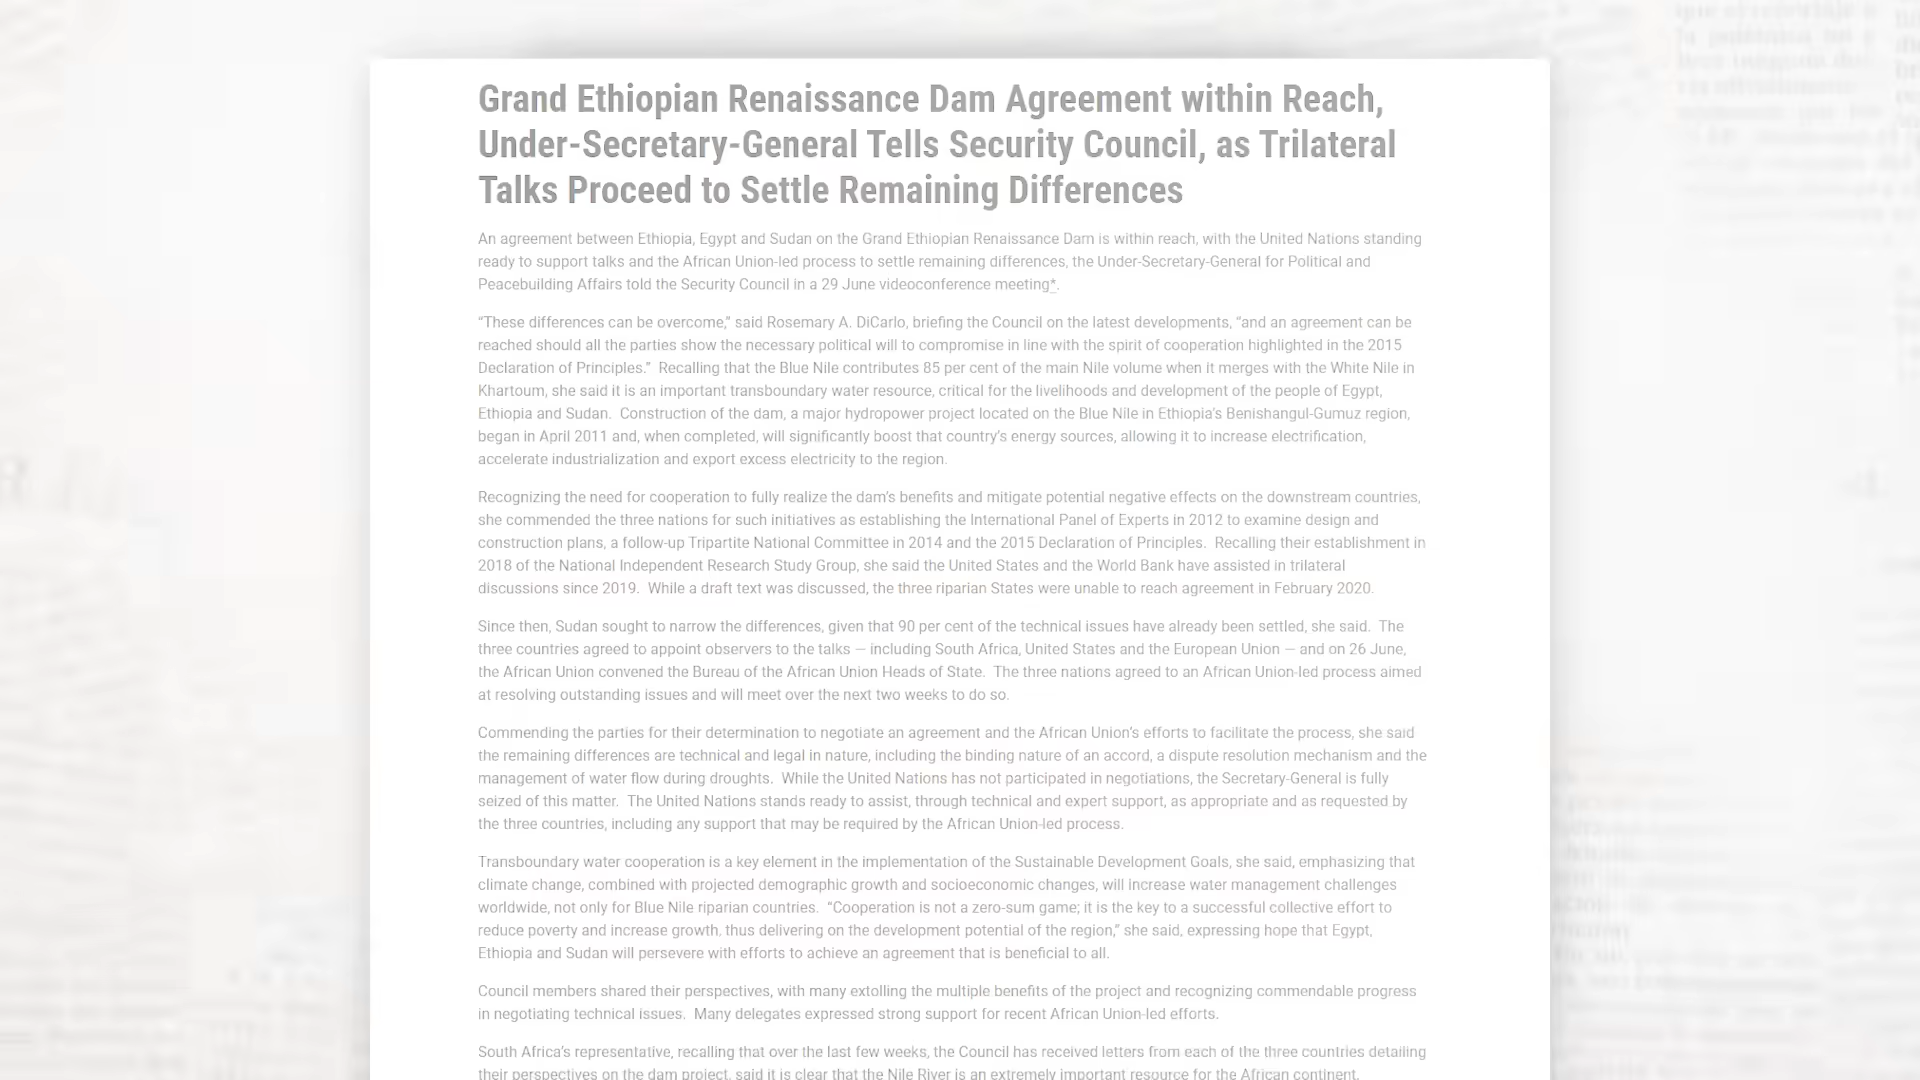 Grand Ethiopian Renaissance Dam Agreement within Reach,
Under-Secretary-General Tells Security Council, as Trilateral
Talks Proceed to Settle Remaining Differences
An agreement between Ethiopia, Egypt and Sudan on the Grand Ethiopian Renaissance Dam is within reach, with the United Nations standing
ready to support talks and the African Union-led process to settle remaining differences, the Under-Secretary-General for Political and
Peacebuilding Affairs told the Security Council in a 29 June videoconference meeting*.
“These differences can be overcome,” said Rosemary A. DiCarlo, briefing the Council on the latest developments, “and an agreement can be
reached should all the parties show the necessary political will to compromise in line with the spirit of cooperation highlighted in the 2015
Declaration of Principles.”  Recalling that the Blue Nile contributes 85 per cent of the main Nile volume when it merges with the White Nile in
Khartoum, she said it is an important transboundary water resource, critical for the livelihoods and development of the people of Egypt,
Ethiopia and Sudan.  Construction of the dam, a major hydropower project located on the Blue Nile in Ethiopia’s Benishangul-Gumuz region,
began in April 2011 and, when completed, will significantly boost that country’s energy sources, allowing it to increase electrification,
accelerate industrialization and export excess electricity to the region.
Recognizing the need for cooperation to fully realize the dam’s benefits and mitigate potential negative effects on the downstream countries,
she commended the three nations for such initiatives as establishing the International Panel of Experts in 2012 to examine design and
construction plans, a follow-up Tripartite National Committee in 2014 and the 2015 Declaration of Principles.  Recalling their establishment in
2018 of the National Independent Research Study Group, she said the United States and the World Bank have assisted in trilateral
discussions since 2019.  While a draft text was discussed, the three riparian States were unable to reach agreement in February 2020.
Since then, Sudan sought to narrow the differences, given that 90 per cent of the technical issues have already been settled, she said.  The
three countries agreed to appoint observers to the talks — including South Africa, United States and the European Union — and on 26 June,
the African Union convened the Bureau of the African Union Heads of State.  The three nations agreed to an African Union-led process aimed
at resolving outstanding issues and will meet over the next two weeks to do so.
Commending the parties for their determination to negotiate an agreement and the African Union’s efforts to facilitate the process, she said
the remaining differences are technical and legal in nature, including the binding nature of an accord, a dispute resolution mechanism and the
management of water flow during droughts.  While the United Nations has not participated in negotiations, the Secretary-General is fully
seized of this matter.  The United Nations stands ready to assist, through technical and expert support, as appropriate and as requested by
the three countries, including any support that may be required by the African Union-led process.
Transboundary water cooperation is a key element in the implementation of the Sustainable Development Goals, she said, emphasizing that
climate change, combined with projected demographic growth and socioeconomic changes, will increase water management challenges
worldwide, not only for Blue Nile riparian countries.  “Cooperation is not a zero-sum game; it is the key to a successful collective effort to
reduce poverty and increase growth, thus delivering on the development potential of the region,” she said, expressing hope that Egypt,
Ethiopia and Sudan will persevere with efforts to achieve an agreement that is beneficial to all.
Council members shared their perspectives, with many extolling the multiple benefits of the project and recognizing commendable progress
in negotiating technical issues.  Many delegates expressed strong support for recent African Union-led efforts.
South Africa’s representative, recalling that over the last few weeks, the Council has received letters from each of the three countries detailing
their perspectives on the dam project, said it is clear that the Nile River is an extremely important resource for the African continent.